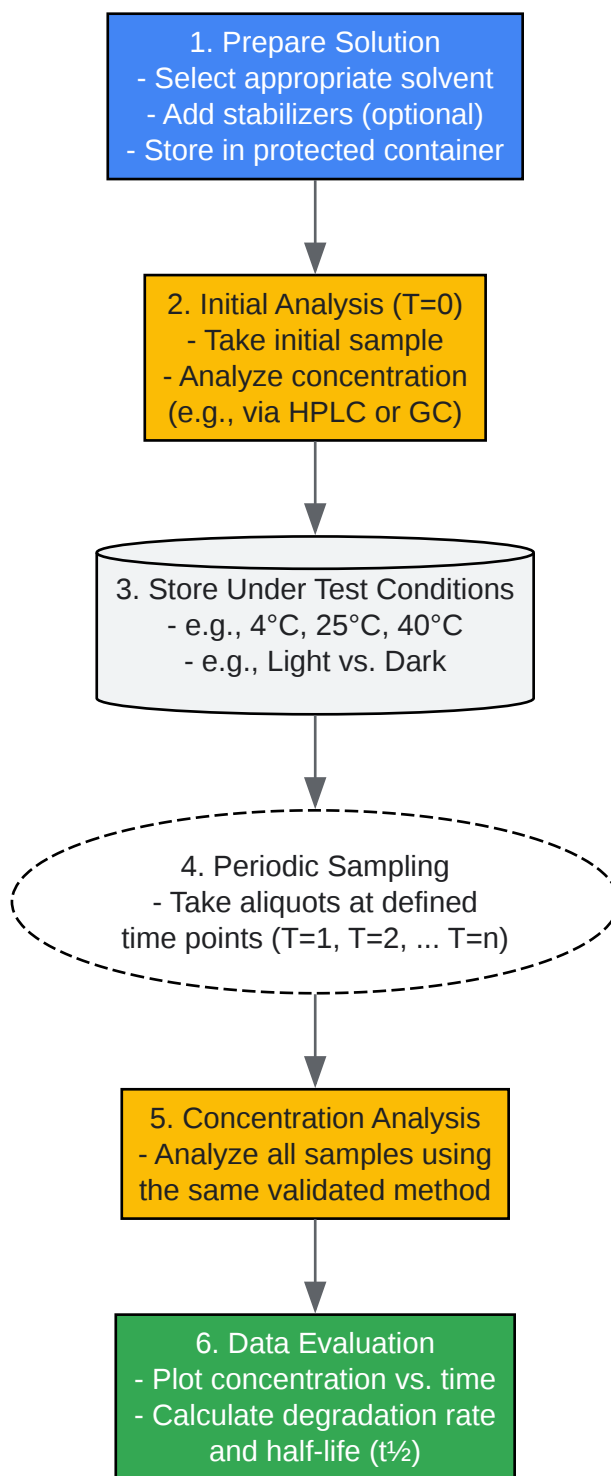 1. Prepare Solution
- Select appropriate solvent
- Add stabilizers (optional)
- Store in protected container
2. Initial Analysis (T=0)
- Take initial sample
- Analyze concentration
(e.g., via HPLC or GC)
3. Store Under Test Conditions
- e.g., 4°C, 25°C, 40°C
- e.g., Light vs. Dark
4. Periodic Sampling
- Take aliquots at defined
time points (T=1, T=2, ... T=n)
5. Concentration Analysis
- Analyze all samples using
the same validated method
6. Data Evaluation
- Plot concentration vs. time
- Calculate degradation rate
and half-life (t½)